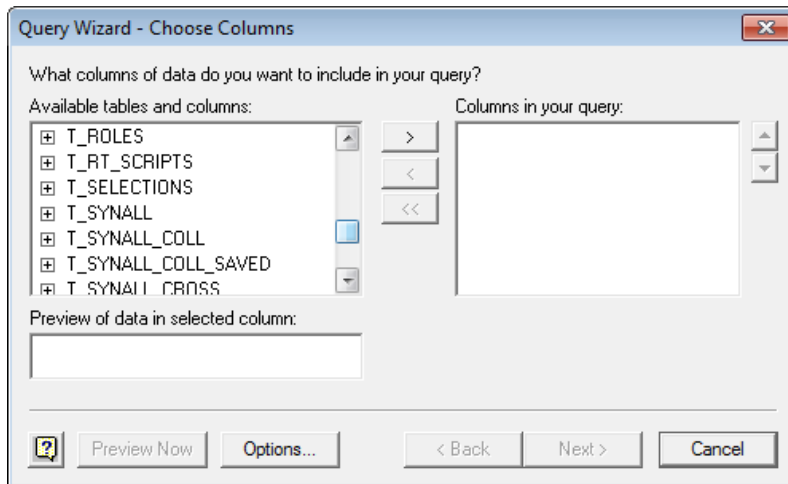 Query Wizard - Choose Columns
What columns of data do you want to include in your query?
Available tables and columns:
Columns in your query:
T_ROLES
T_RT_SCRIPTS
T_SELECTIONS
T_SYNALL
T_SYNALL_COLL
T_SYNALL_COLL_SAVED
T_SYNALL_CROSS
>
<
<<
Preview of data in selected column:
Preview Now
Options...
< Back
Next >
Cancel